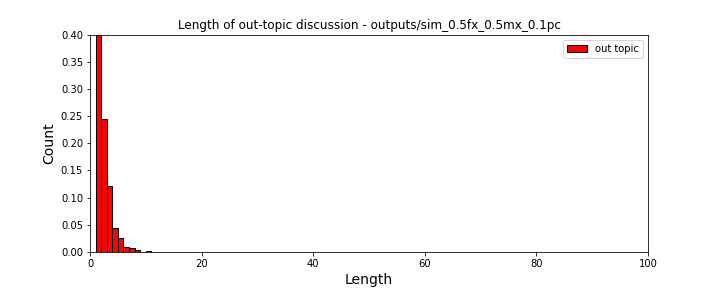 Length of out-topic discussion - outputs/sim_0.5fx_0.5mx_0.1pc
out topic
0.40
0.35
0.30
0.25
0.20
0.15
0.10
0.05
0.00
Count
0 20 40 60 80 100
Length